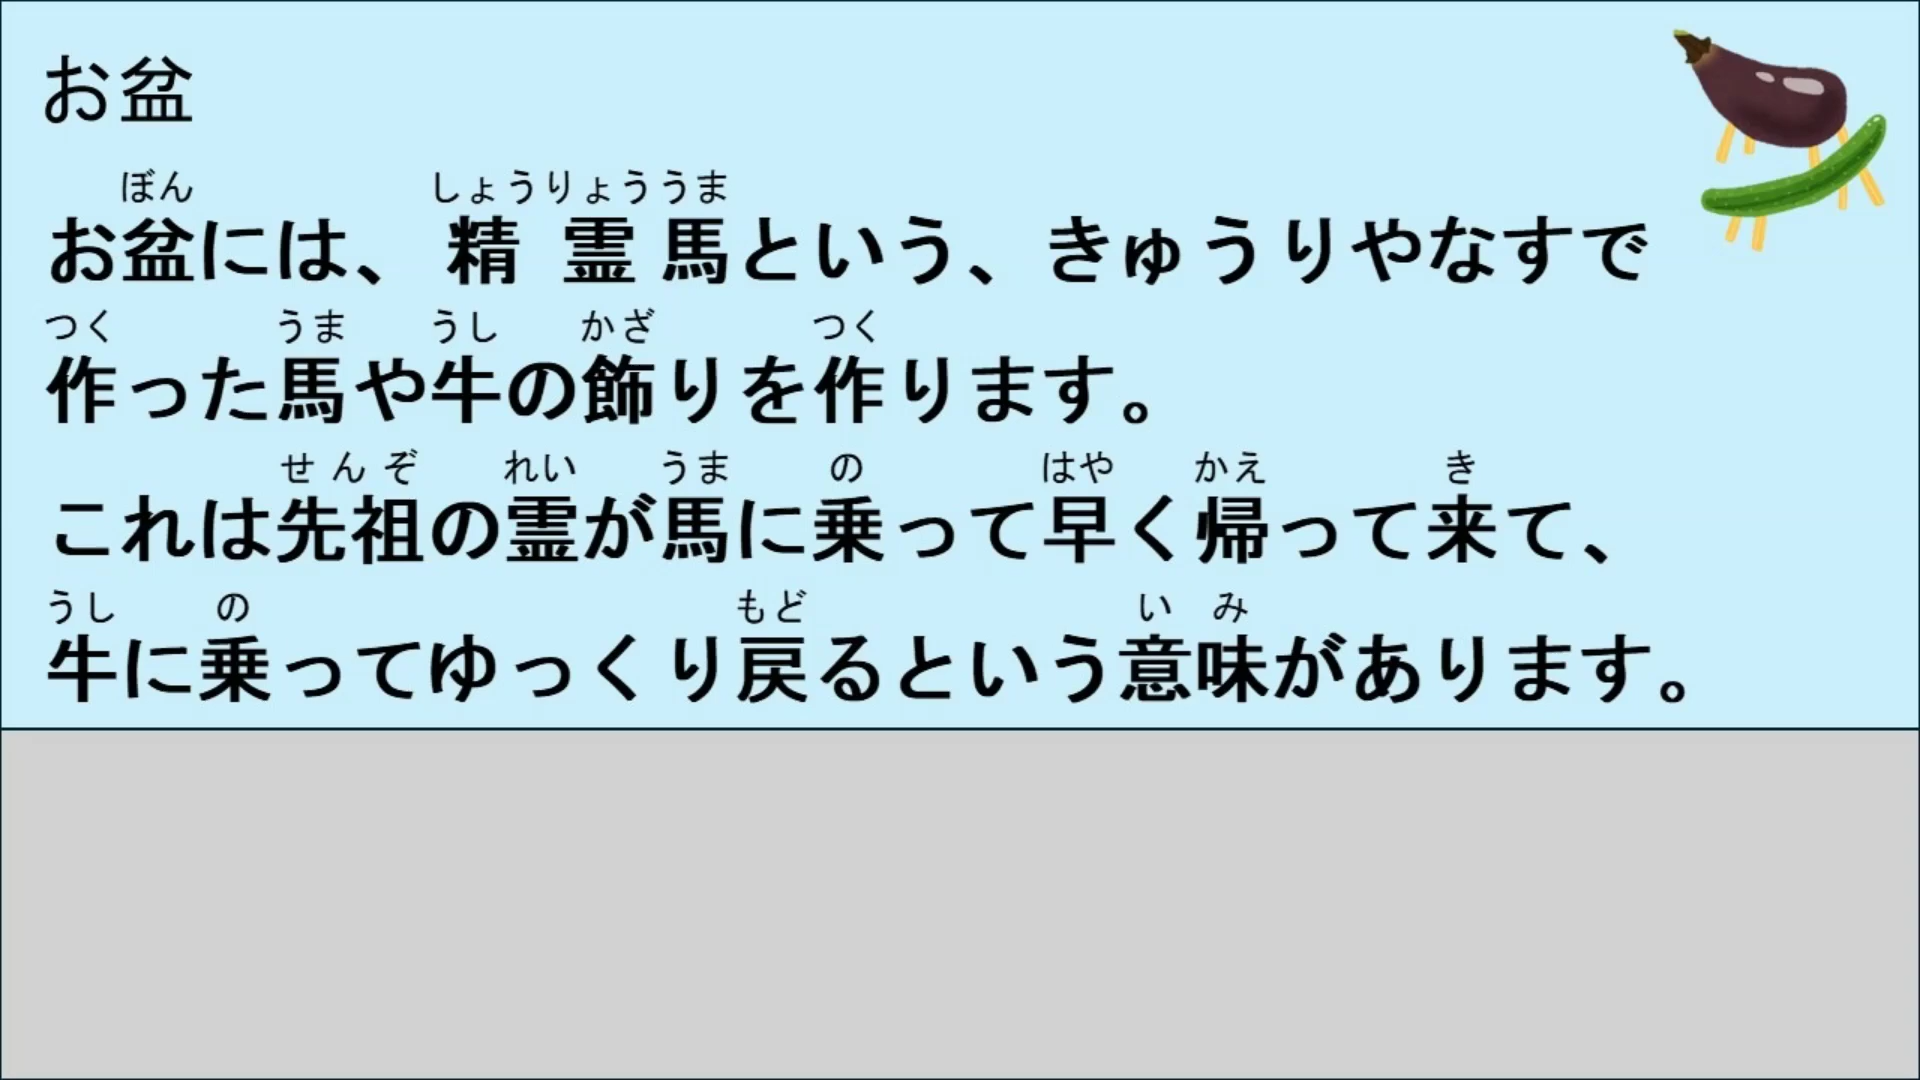 お盆
ぼん しょうりょううま
お盆には、精霊馬という、きゅうりやなすで
つく うま うし かざ つく
作った馬や牛の飾りを作ります。
せんぞ れい うま の はや かえ き
これは先祖の霊が馬に乗って早く帰って来て、
うし の もど い み
牛に乗ってゆっくり戻るという意味があります。